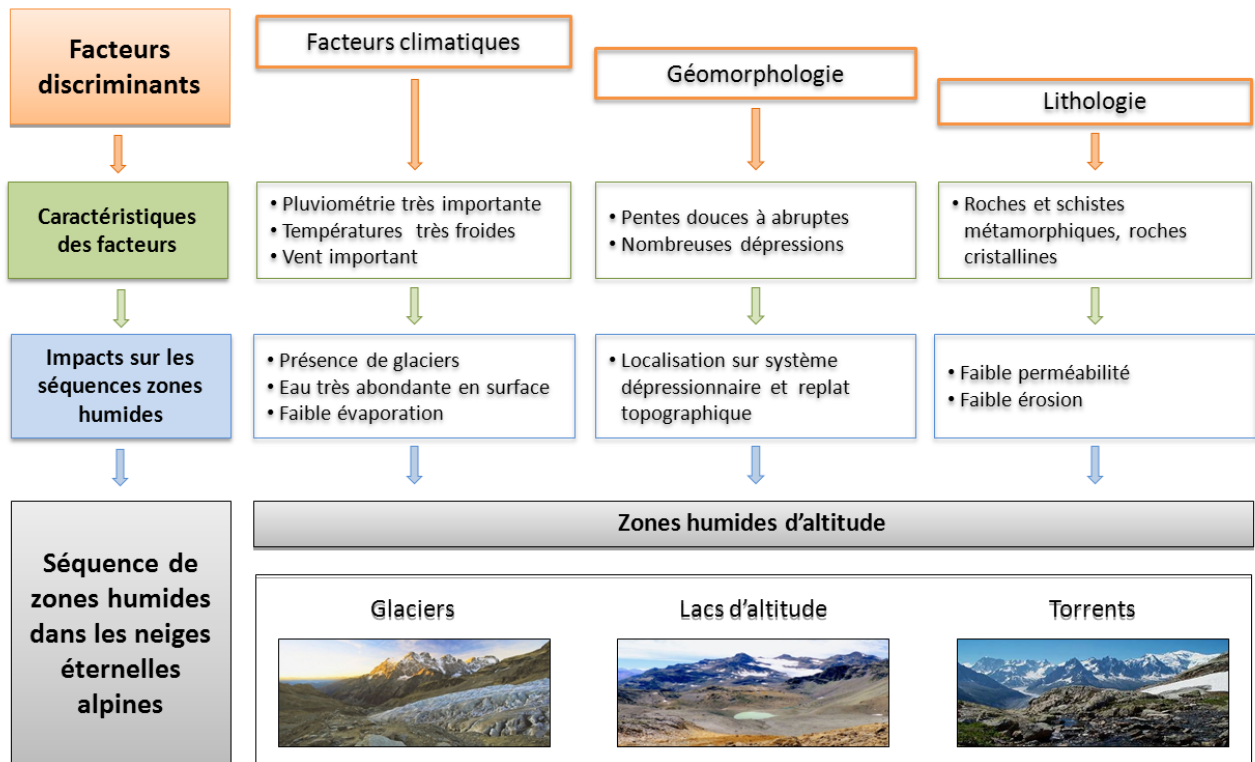 Facteurs
discriminants
Facteurs climatiques
Géomorphologie
Lithologie
Caractéristiques
des facteurs
• Pluviométrie très importante
• Températures très froides
• Vent important
• Pentes douces à abruptes
• Nombreuses dépressions
• Roches et schistes
métamorphiques, roches
cristallines
Impacts sur les
séquences zones
humides
• Présence de glaciers
• Eau très abondante en surface
• Faible évaporation
• Localisation sur système
dépressionnaire et replat
topographique
• Faible perméabilité
• Faible érosion
Séquence de
zones humides
dans les neiges
éternelles
alpines
Zones humides d’altitude
Glaciers
Lacs d’altitude
Torrents